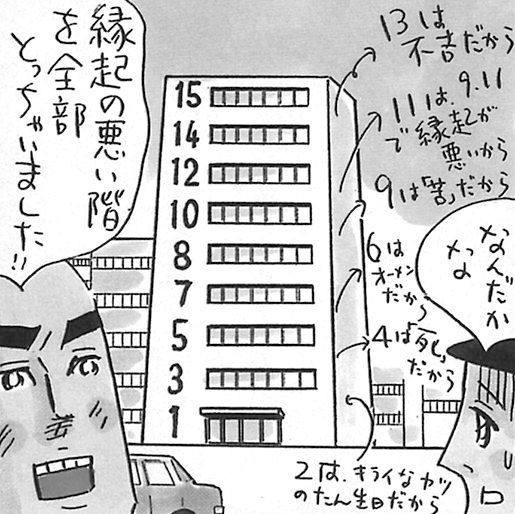 縁起の悪い階
を全部
とっちゃいました!!
13は
不吉だから
11は、9.11
で縁起が
悪いから
9は「苦」だから
6は
オーメン
だから
4は「死」
だから
2は、キライなヤツ
のたん生日だから
なんだか
なぁ
15
14
12
10
8
7
5
3
1